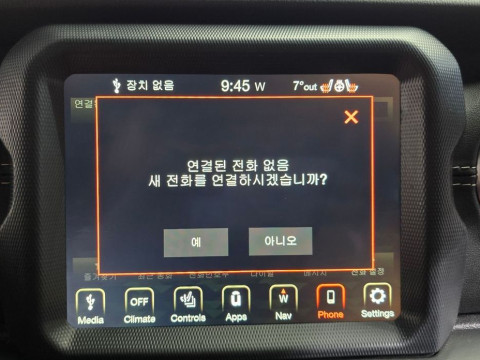 장치 없음
9:45 W
7°out
연결된 전화 없음
새 전화를 연결하시겠습니까?
예
아니오
OFF
W
Media
Climate
Controls
Apps
Nav
Phone
Settings